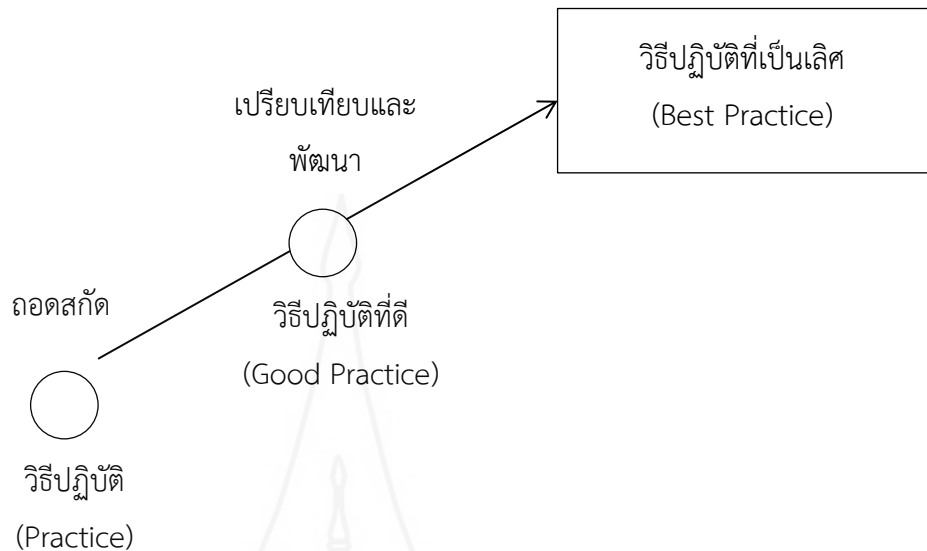 วิธีปฏิบัติที่เป็นเลิศ
(Best Practice)
เปรียบเทียบและ
พัฒนา
ถอดสกัด
วิธีปฏิบัติที่ดี
(Good Practice)
วิธีปฏิบัติ
(Practice)